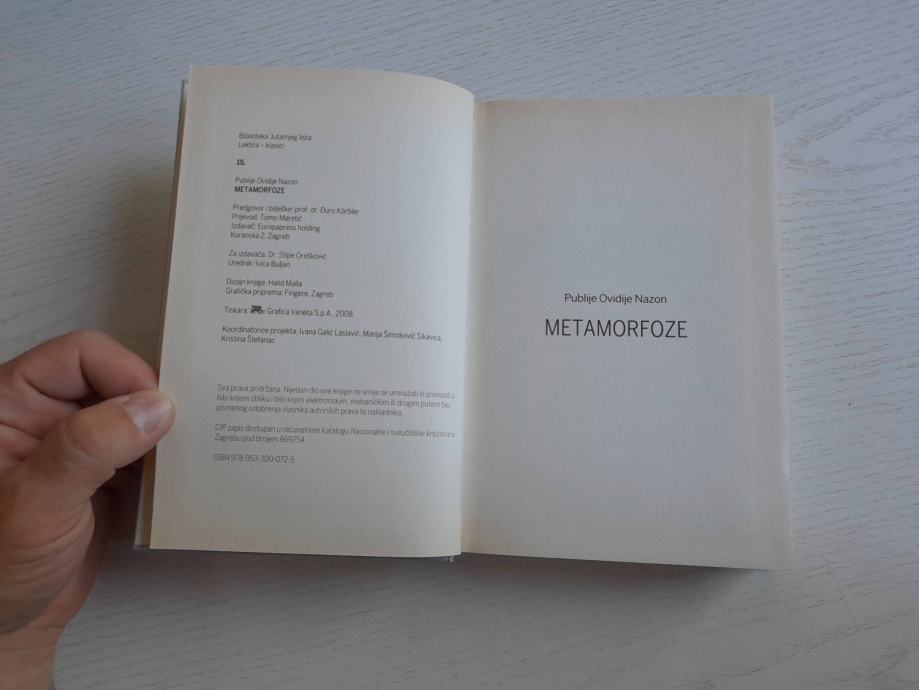 Biblioteka Jutarnjeg lista
Lektira – klasici
15.
Publije Ovidije Nazon
METAMORFOZE
Predgovor i bilješke: prof. dr. Đuro Körbler
Prijevod: Tomo Maretić
Izdavač: Europapress holding
Koranska 2, Zagreb
Za izdavača: Dr. Stipe Orešković
Urednik: Ivica Buljan
Dizajn knjige: Halid Malla
Grafička priprema: Fingere, Zagreb
Tiskara: Grafica Veneta S.p.A., 2008.
Koordinatorice projekta: Ivana Galić Laslavić, Marija Šimoković Sikavica,
Kristina Štefanac
Sva prava pridržana. Nijedan dio ove knjige ne smije se umnažati ili prenositi u
bilo kojem obliku i bilo kojim elektronskim, mehaničkim ili drugim putem bez
pismenog odobrenja vlasnika autorskih prava te nakladnika.
CIP zapis dostupan u računalnom katalogu Nacionalne i sveučilišne knjižnice u
Zagrebu pod brojem 669754.
ISBN 978-953-300-072-5
Publije Ovidije Nazon
METAMORFOZE